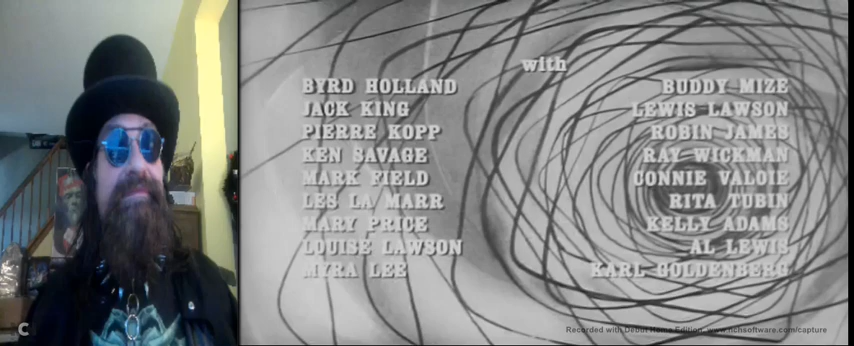 with
BYRD HOLLAND
JACK KING
PIERRE KOPP
KEN SAVAGE
MARK FIELD
LES LA MARR
MARY PRICE
LOUISE LAWSON
MYRA LEE
BUDDY MIZE
LEWIS LAWSON
ROBIN JAMES
RAY WICKMAN
CONNIE VALOIE
RITA TUBIN
KELLY ADAMS
AL LEWIS
KARL GOLDENBERG
C
Recorded with Debut Home Edition. www.nchsoftware.com/capture